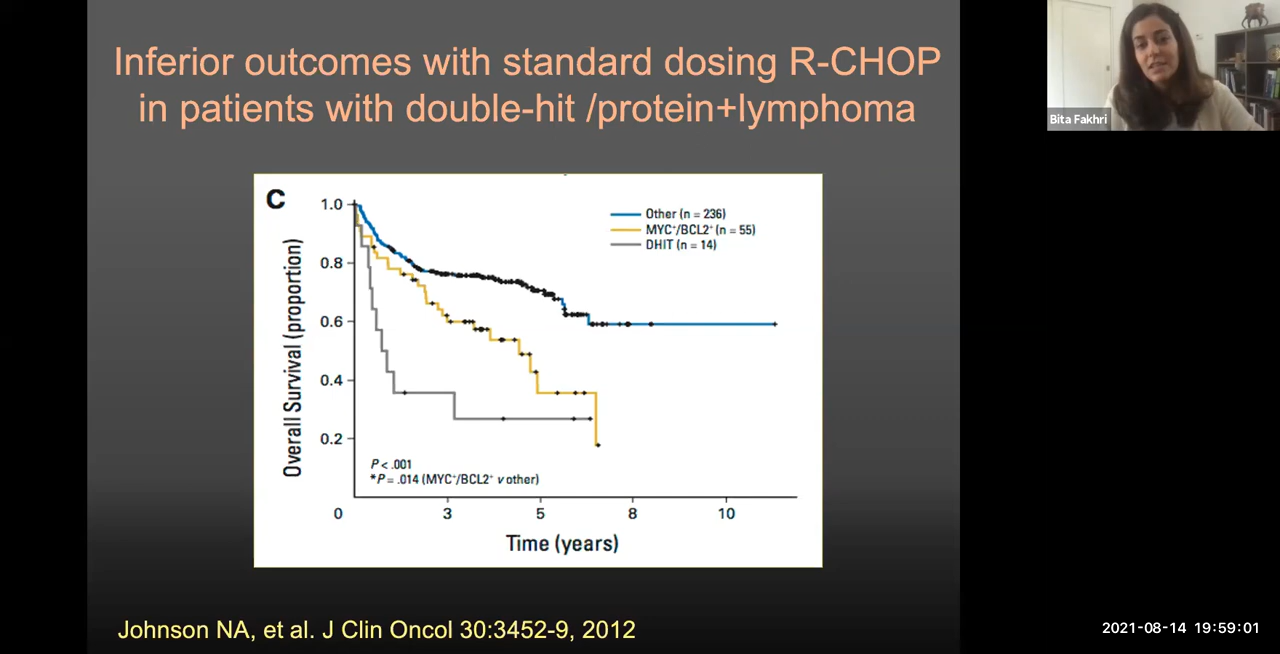 Inferior outcomes with standard dosing R-CHOP
in patients with double-hit /protein+lymphoma
Bita Fakhri
C
Overall Survival (proportion)
1.0
0.8
0.6
0.4
0.2
0
3
5
8
10
Time (years)
Other (n = 236)
MYC⁺/BCL2⁺ (n = 55)
DHIT (n = 14)
P < .001
*P = .014 (MYC⁺/BCL2⁺ v other)
Johnson NA, et al. J Clin Oncol 30:3452-9, 2012
2021-08-14 19:59:01